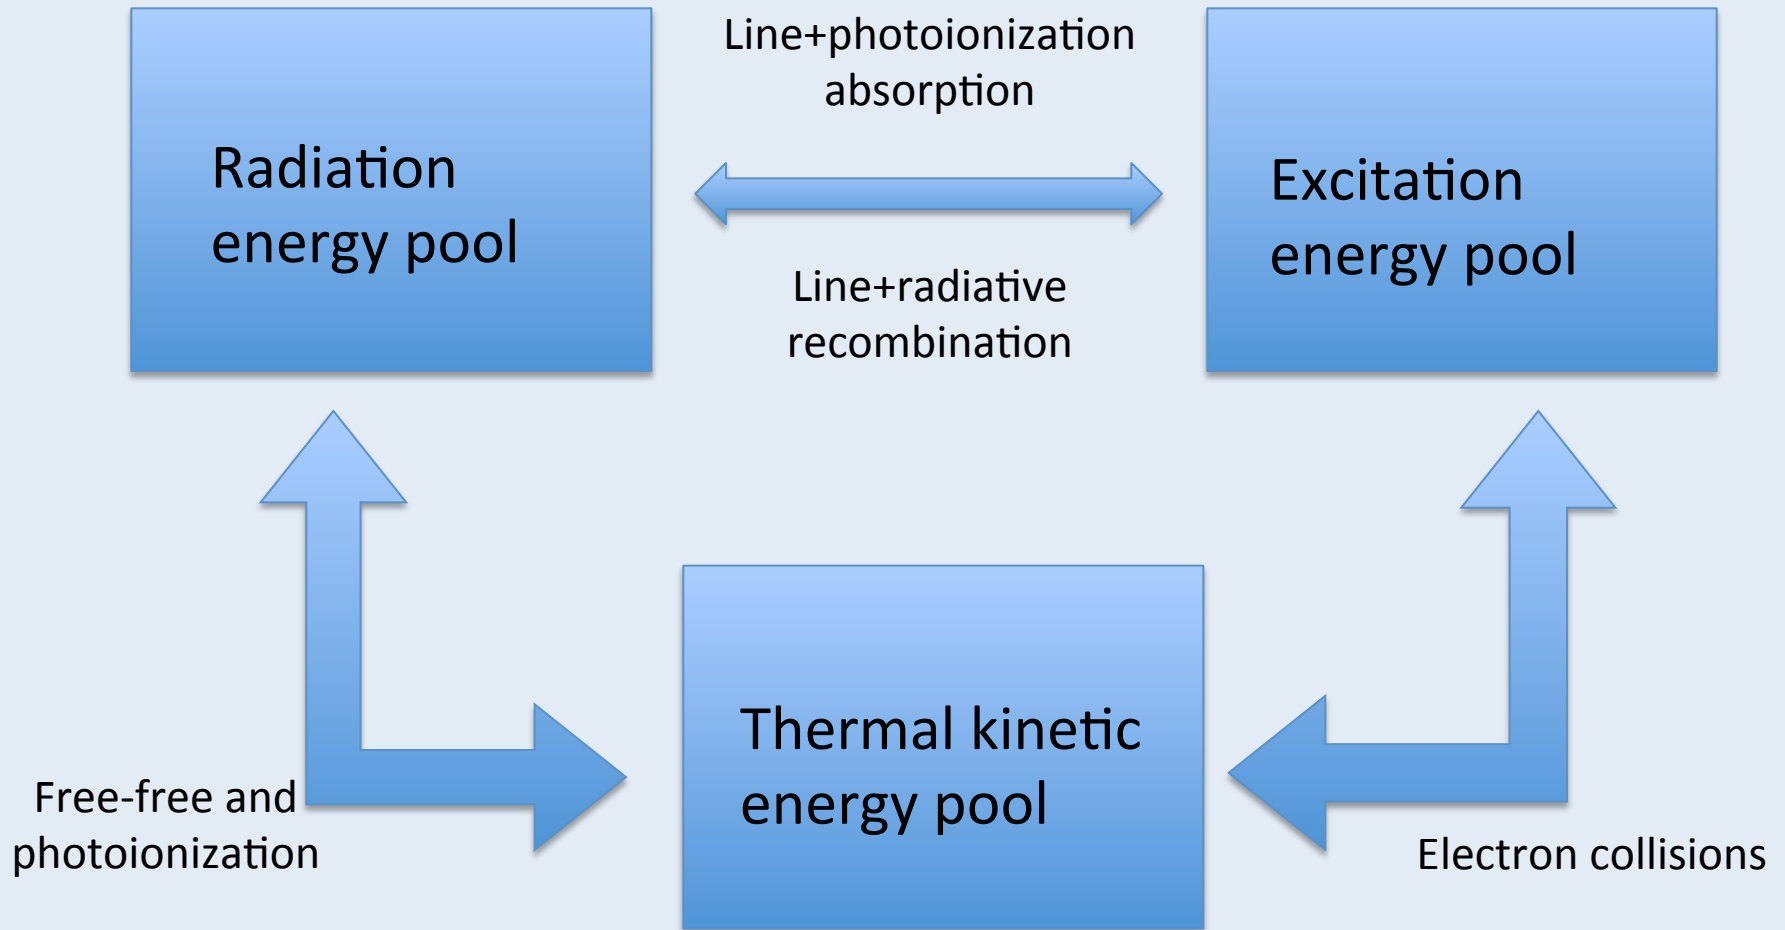 Line+photoionization
absorption
Radiation
energy pool
Excitation
energy pool
Line+radiative
recombination
Thermal kinetic
energy pool
Free-free and
photoionization
Electron collisions